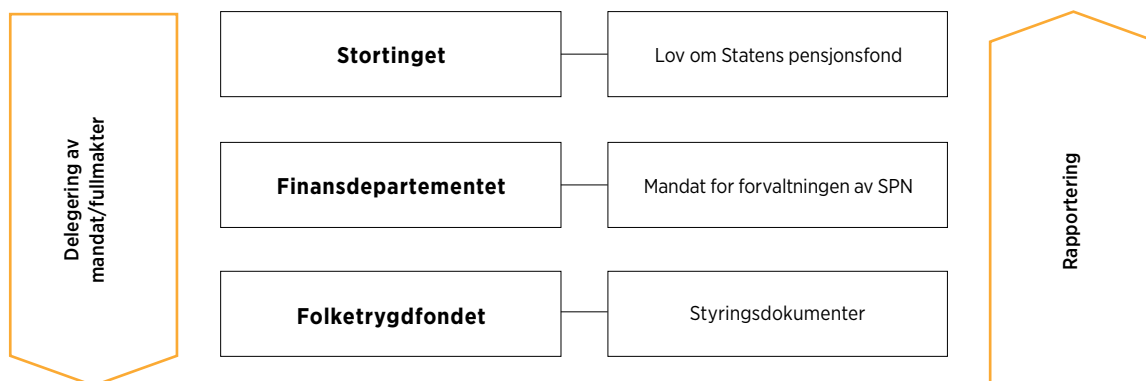 Delegering av
mandat/fullmakter
Stortinget
Lov om Statens pensjonsfond
Finansdepartementet
Mandat for forvaltningen av SPN
Folketrygdfondet
Styringsdokumenter
Rapportering